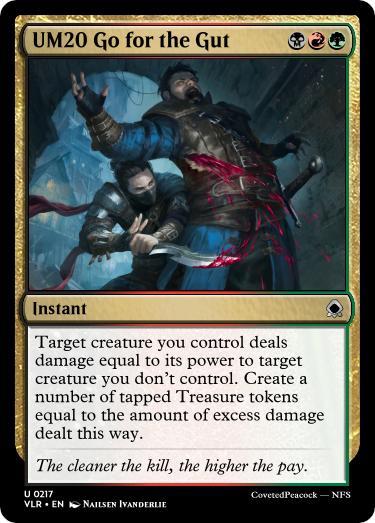 UM20 Go for the Gut
Instant
Target creature you control deals
damage equal to its power to target
creature you don't control. Create a
number of tapped Treasure tokens
equal to the amount of excess damage
dealt this way.
The cleaner the kill, the higher the pay.
U 0217
VLR • EN Nailsen Ivanderlie
CovetedPeacock — NFS